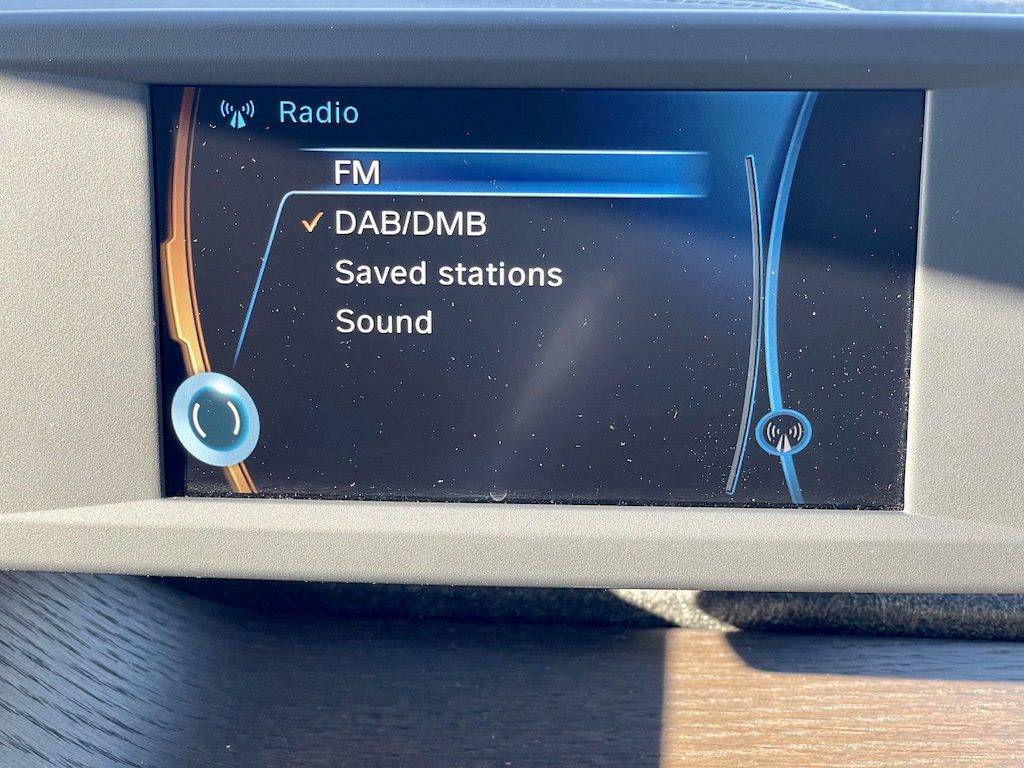 Radio
FM
DAB/DMB
Saved stations
Sound